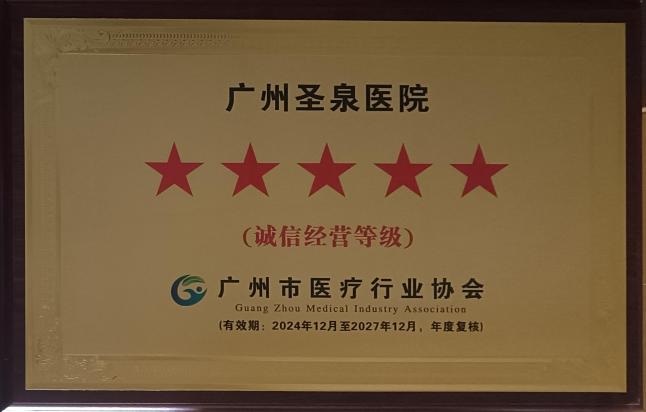 广州圣泉医院
(诚信经营等级)
广州市医疗行业协会
Guang Zhou Medical Industry Association
(有效期：2024年12月至2027年12月，年度复核)